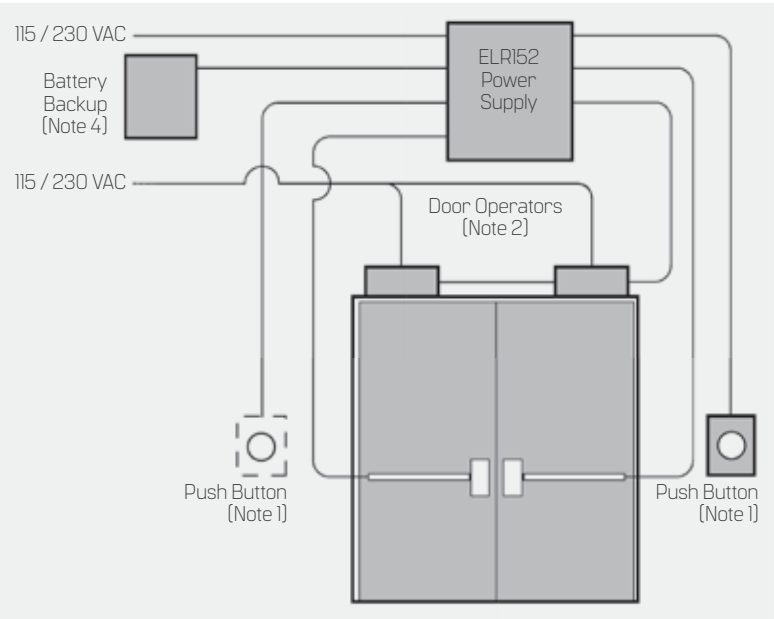 115 / 230 VAC
ELR152
Power
Supply
Battery
Backup
(Note 4)
115 / 230 VAC
Door Operators
(Note 2)
Push Button
(Note 1)
Push Button
(Note 1)